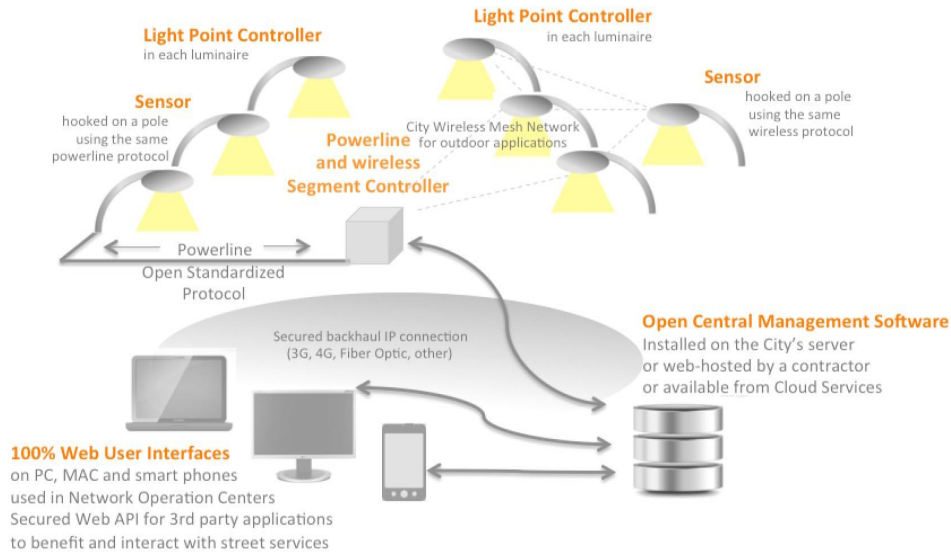 Light Point Controller
in each luminaire
Sensor
hooked on a pole
using the same
powerline protocol)
Light Point Controller
in each luminaire
Sensor
hooked on a pole
using the same
wireless protocol)
City Wireless Mesh Network
for outdoor applications
Powerline
and wireless
Segment Controller
Powerline
Open Standardized
Protocol
Secured backhaul IP connection
(3G, 4G, Fiber Optic, other)
Open Central Management Software
Installed on the City's server
or web-hosted by a contractor
or available from Cloud Services
100% Web User Interfaces
on PC, MAC and smart phones
used in Network Operation Centers
Secured Web API for 3rd party applications
to benefit and interact with street services